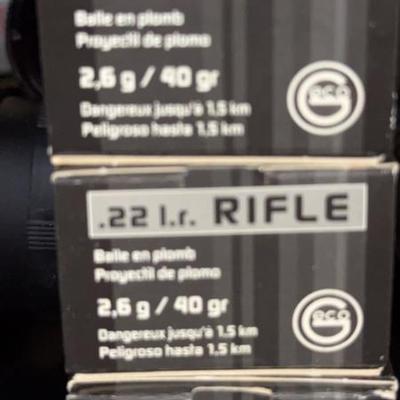 Balle en plomb
Proyectil de plomo
2,6 g / 40 gr
Dangereux jusqu'à 1,5 km
Peligroso hasta 1,5 km
Geco
.22 l.r. RIFLE
Balle en plomb
Proyectil de plomo
2,6 g / 40 gr
Dangereux jusqu'à 1,5 km
Peligroso hasta 1,5 km
Geco